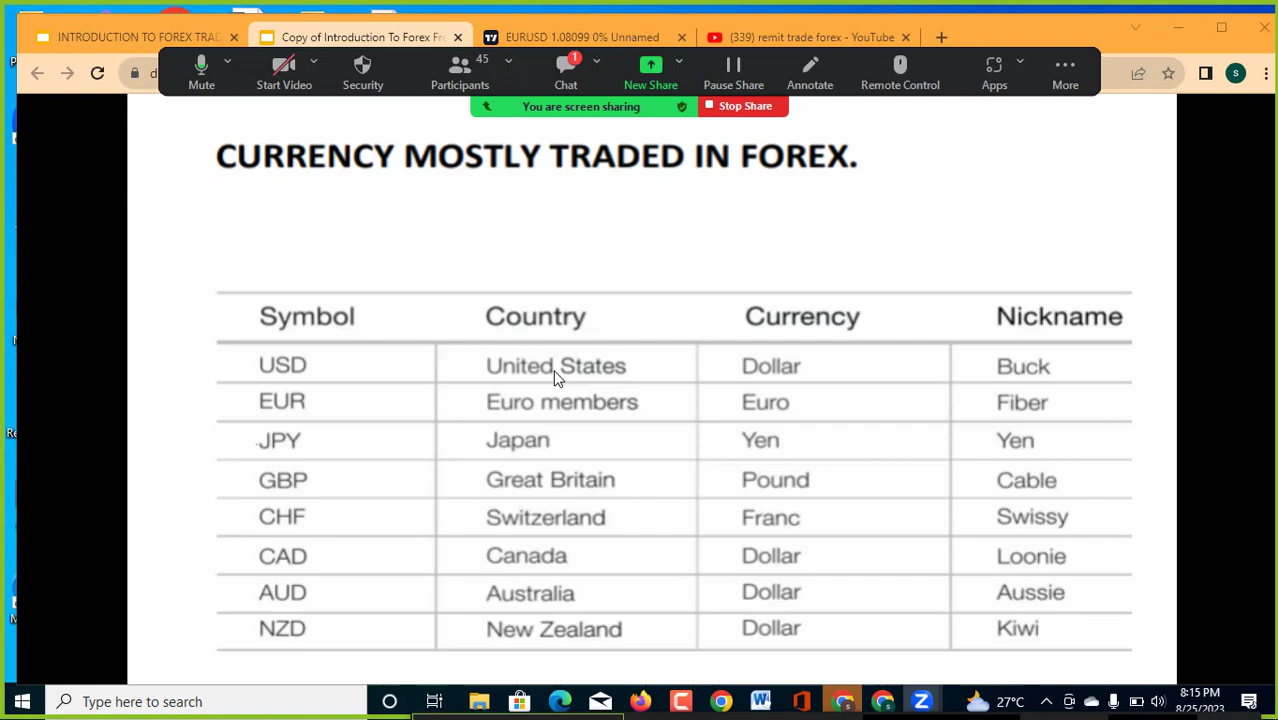 INTRODUCTION TO FOREX TRAD
Copy of Introduction To Forex Fr
EURUSD 1.08099 0% Unnamed
(339) remit trade forex - YouTube
45
1
S
Mute
Start Video
Security
Participants
Chat
New Share
Pause Share
Annotate
Remote Control
Apps
More
You are screen sharing
Stop Share
CURRENCY MOSTLY TRADED IN FOREX.
Symbol Country Currency Nickname
USD United States Dollar Buck
EUR Euro members Euro Fiber
JPY Japan Yen Yen
GBP Great Britain Pound Cable
CHF Switzerland Franc Swissy
CAD Canada Dollar Loonie
AUD Australia Dollar Aussie
NZD New Zealand Dollar Kiwi
Type here to search
27°C
8:15 PM
8/25/2023